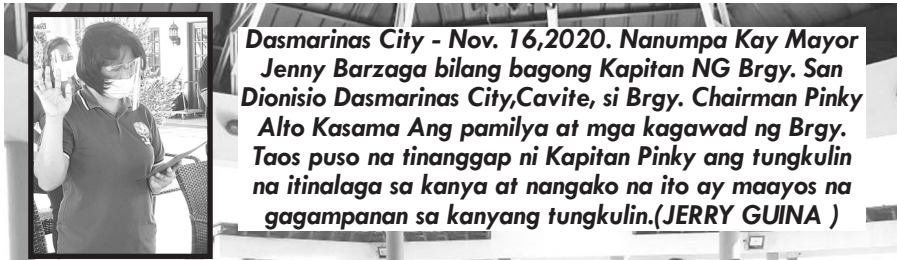 Dasmarinas City - Nov. 16,2020. Nanumpa Kay Mayor
Jenny Barzaga bilang bagong Kapitan NG Brgy. San
Dionisio Dasmarinas City,Cavite, si Brgy. Chairman Pinky
Alto Kasama Ang pamilya at mga kagawad ng Brgy.
Taos puso na tinanggap ni Kapitan Pinky ang tungkulin
na itinalaga sa kanya at nangako na ito ay maayos na
gagampanan sa kanyang tungkulin.(JERRY GUINA )